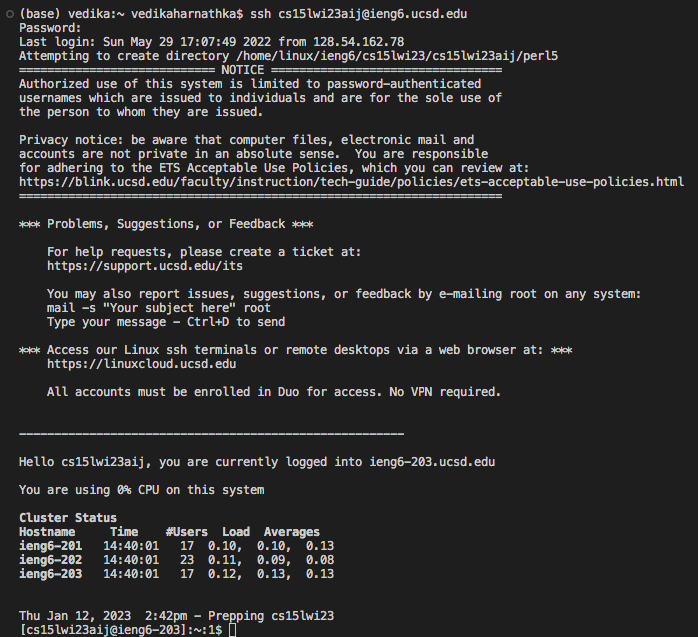 (base) vedika:~ vedikaharnathka$ ssh cs15lwi23aij@ieng6.ucsd.edu
Password:
Last login: Sun May 29 17:07:49 2022 from 128.54.162.78
Attempting to create directory /home/linux/ieng6/cs15lwi23/cs15lwi23aij/perl5
============================ NOTICE =================================
Authorized use of this system is limited to password-authenticated
usernames which are issued to individuals and are for the sole use of
the person to whom they are issued.

Privacy notice: be aware that computer files, electronic mail and
accounts are not private in an absolute sense.  You are responsible
for adhering to the ETS Acceptable Use Policies, which you can review at:
https://blink.ucsd.edu/faculty/instruction/tech-guide/policies/ets-acceptable-use-policies.html
=====================================================================

*** Problems, Suggestions, or Feedback ***

    For help requests, please create a ticket at:
    https://support.ucsd.edu/its

    You may also report issues, suggestions, or feedback by e-mailing root on any system:
    mail -s "Your subject here" root
    Type your message - Ctrl+D to send

*** Access our Linux ssh terminals or remote desktops via a web browser at: ***
    https://linuxcloud.ucsd.edu

    All accounts must be enrolled in Duo for access. No VPN required.

-------------------------------------------------------

Hello cs15lwi23aij, you are currently logged into ieng6-203.ucsd.edu

You are using 0% CPU on this system

Cluster Status
Hostname     Time    #Users  Load  Averages
ieng6-201   14:40:01   17  0.10,  0.10,  0.13
ieng6-202   14:40:01   23  0.11,  0.09,  0.08
ieng6-203   14:40:01   17  0.12,  0.13,  0.13

Thu Jan 12, 2023  2:42pm - Prepping cs15lwi23
[cs15lwi23aij@ieng6-203]:~:1$